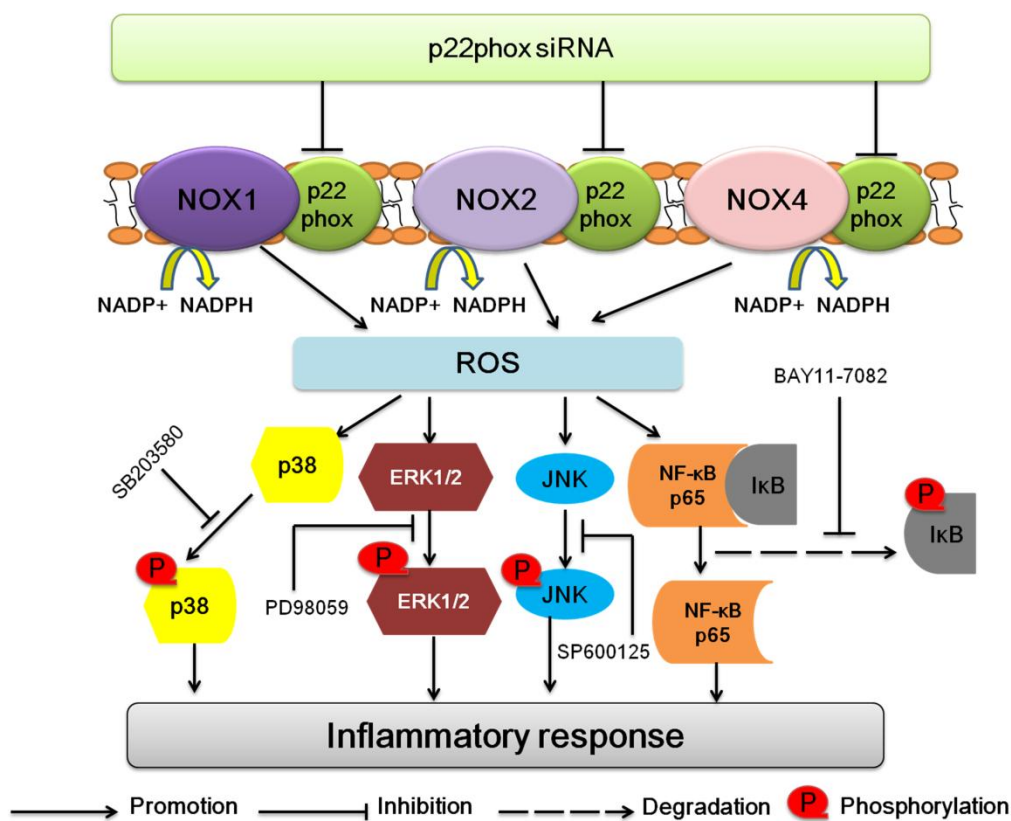 p22phox siRNA
NOX1
p22
phox
NOX2
p22
phox
NOX4
p22
phox
NADP+ NADPH
NADP+ NADPH
NADP+ NADPH
ROS
BAY11-7082
SB203580
p38
ERK1/2
JNK
NF-κB
p65
IκB
P
IκB
P
p38
PD98059
P
ERK1/2
P
JNK
SP600125
NF-κB
p65
Inflammatory response
Promotion
Inhibition
Degradation
P
Phosphorylation